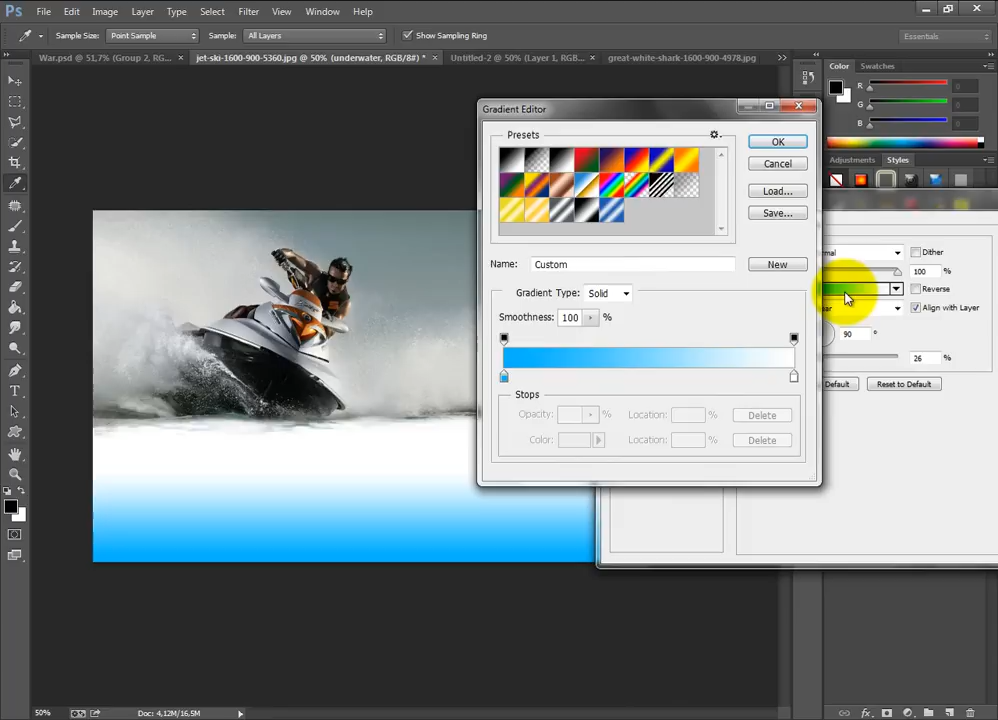 Ps File Edit Image Layer Type Select Filter View Window Help
Sample Size: Point Sample Sample: All Layers Show Sampling Ring Essentials
War.psd @ 51,7% (Group 2, RG... × jet-ski-1600-900-5360.jpg @ 50% (underwater, RGB/8#) * × Untitled-2 @ 50% (Layer 1, RGB/... × great-white-shark-1600-900-4978.jpg
Color Swatches
R 0
G 0
B 0
Adjustments Styles
Gradient Editor
Presets
OK
Cancel
Load...
Save...
Name: Custom New
Gradient Type: Solid
Smoothness: 100 %
Stops
Opacity: % Location: % Delete
Color: Location: % Delete
Dither
100 %
Reverse
Align with Layer
90 °
26 %
Default Reset to Default
50% Doc: 4,12M/16,5M